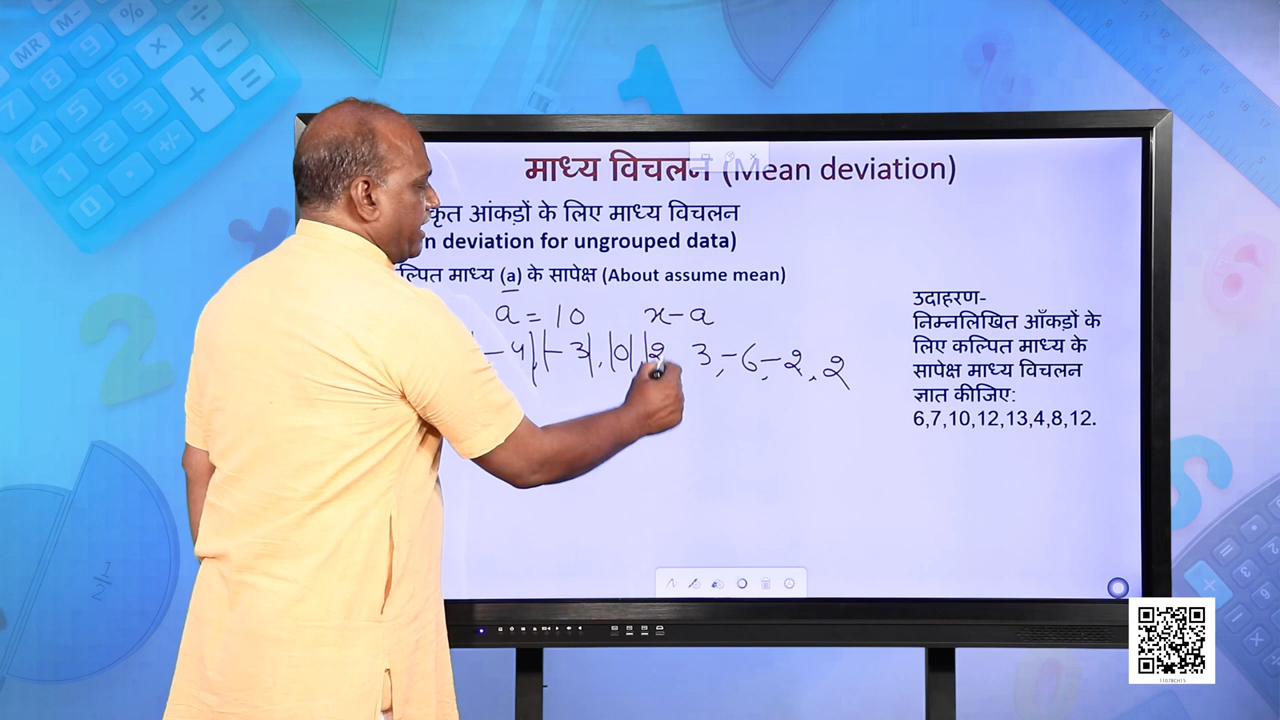 माध्य विचलन (Mean deviation)
कृत आंकड़ों के लिए माध्य विचलन
n deviation for ungrouped data)
ल्पित माध्य (a) के सापेक्ष (About assume mean)
a = 10 x-a
-4|, |-3|, |0|, |2 3, -6, -2, 2
उदाहरण-
निम्नलिखित आँकड़ों के
लिए कल्पित माध्य के
सापेक्ष माध्य विचलन
ज्ञात कीजिए:
6,7,10,12,13,4,8,12.
11078CH15